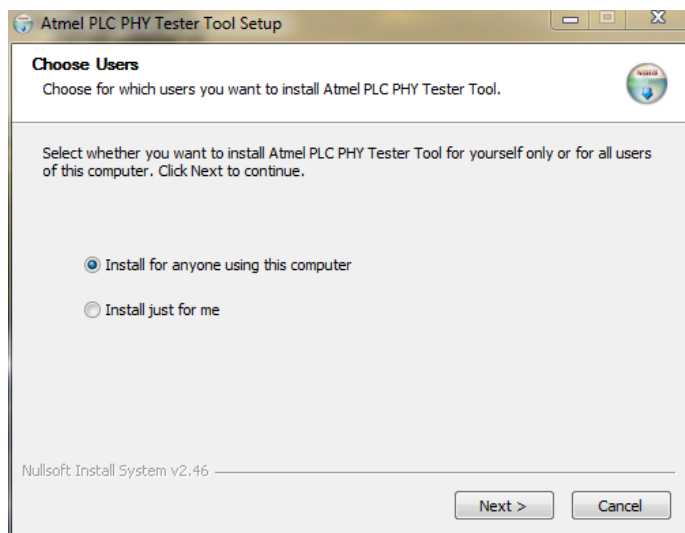 Atmel PLC PHY Tester Tool Setup
Choose Users
Choose for which users you want to install Atmel PLC PHY Tester Tool.
Select whether you want to install Atmel PLC PHY Tester Tool for yourself only or for all users
of this computer. Click Next to continue.
Install for anyone using this computer
Install just for me
Nullsoft Install System v2.46
Next >
Cancel